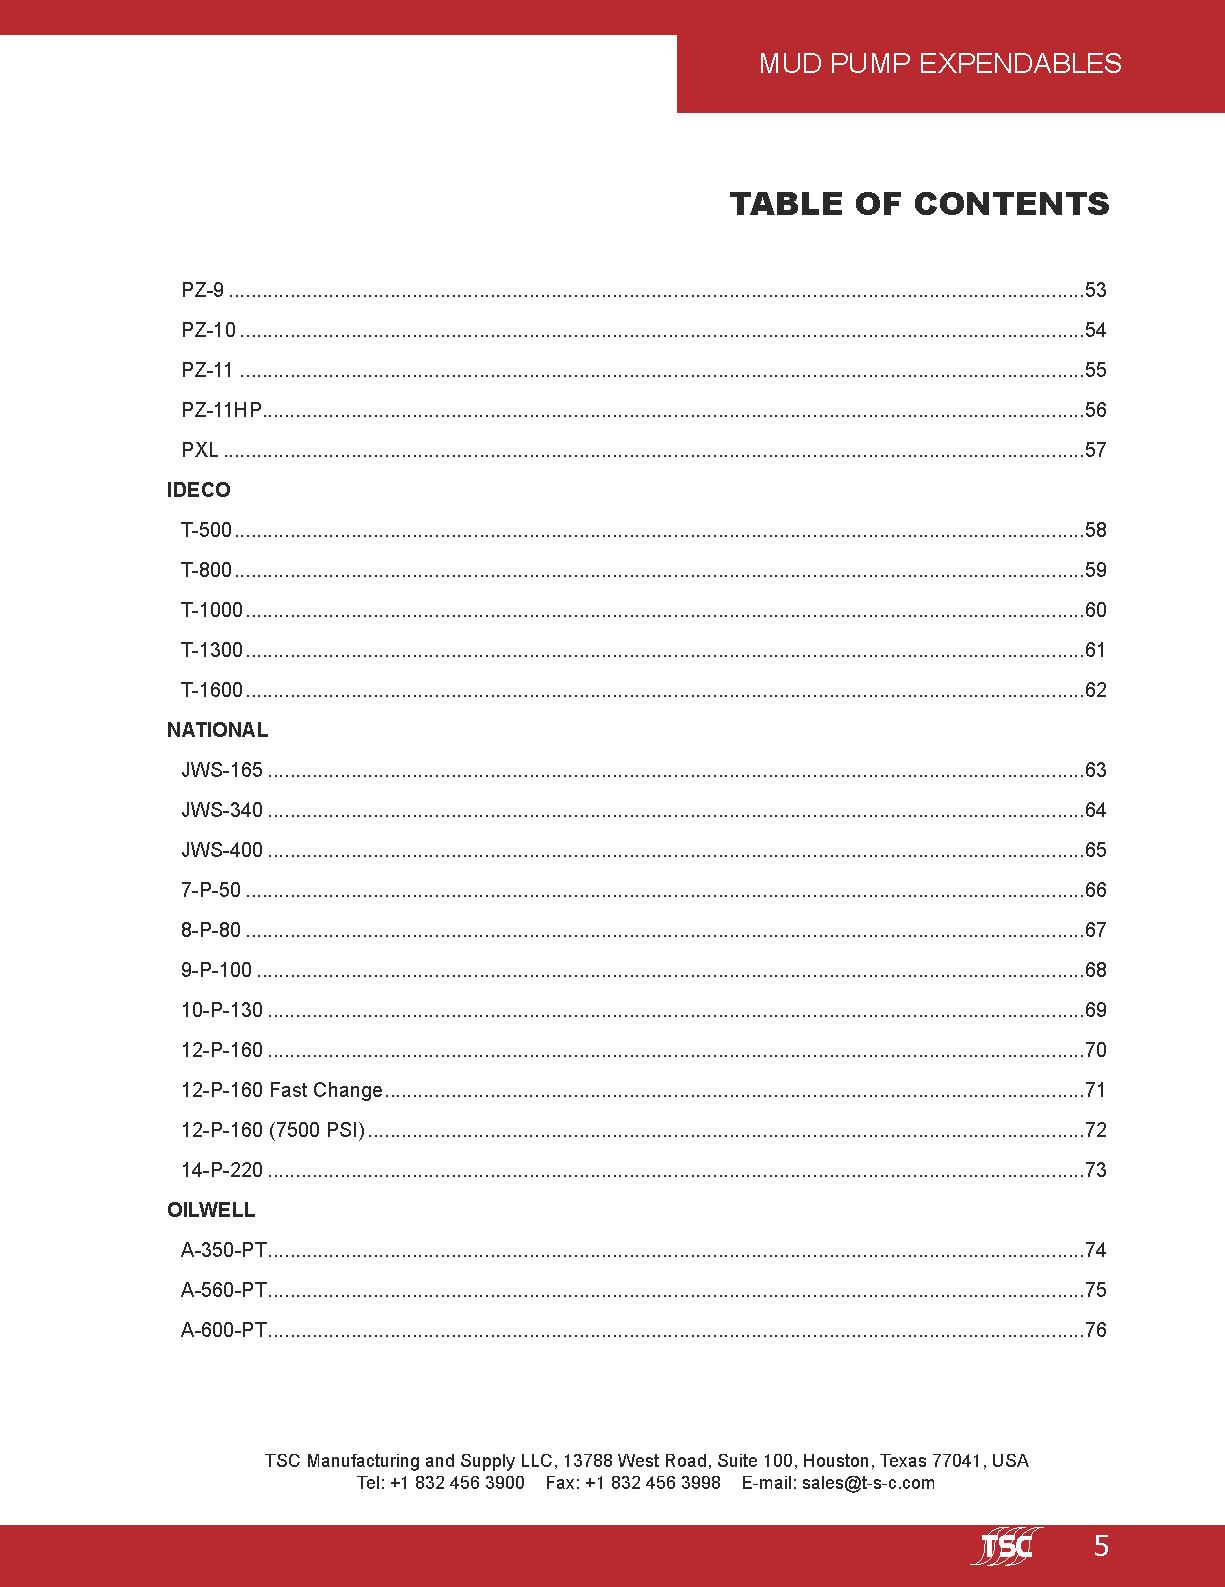 MUD PUMP EXPENDABLES
TABLE OF CONTENTS
PZ-9 ........................................................................................................................................................53
PZ-10 ......................................................................................................................................................54
PZ-11 ......................................................................................................................................................55
PZ-11HP..................................................................................................................................................56
PXL .........................................................................................................................................................57
IDECO
T-500.......................................................................................................................................................58
T-800.......................................................................................................................................................59
T-1000.....................................................................................................................................................60
T-1300.....................................................................................................................................................61
T-1600.....................................................................................................................................................62
NATIONAL
JWS-165 .................................................................................................................................................63
JWS-340 .................................................................................................................................................64
JWS-400 .................................................................................................................................................65
7-P-50 .....................................................................................................................................................66
8-P-80 .....................................................................................................................................................67
9-P-100 ...................................................................................................................................................68
10-P-130 .................................................................................................................................................69
12-P-160 .................................................................................................................................................70
12-P-160 Fast Change............................................................................................................................71
12-P-160 (7500 PSI)...............................................................................................................................72
14-P-220 .................................................................................................................................................73
OILWELL
A-350-PT.................................................................................................................................................74
A-560-PT.................................................................................................................................................75
A-600-PT.................................................................................................................................................76
TSC Manufacturing and Supply LLC, 13788 West Road, Suite 100, Houston, Texas 77041, USA
Tel: +1 832 456 3900 Fax: +1 832 456 3998 E-mail: sales@t-s-c.com
TSC 5